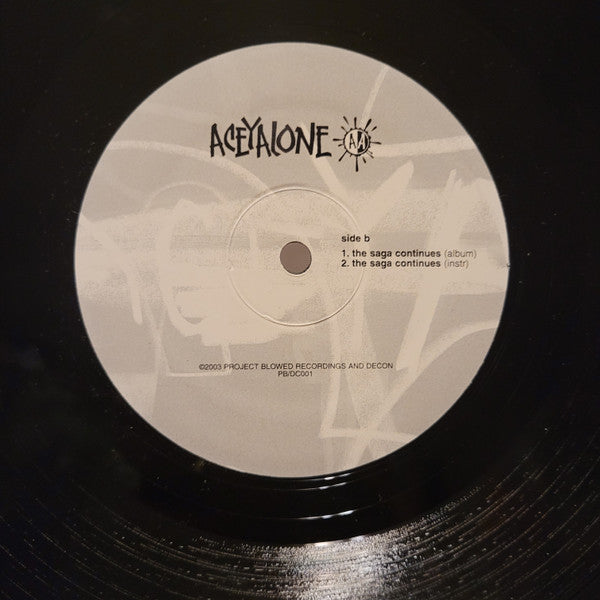 ACEYALONE AA
side b
1. the saga continues (album)
2. the saga continues (instr)
©2003 PROJECT BLOWED RECORDINGS AND DECON
PB/DC001